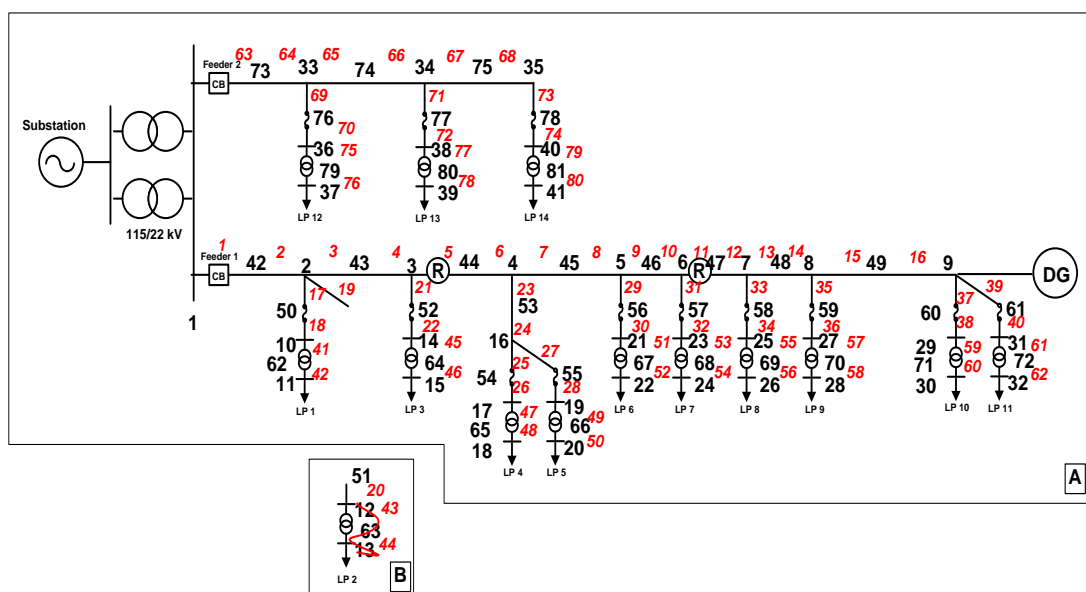 63 Feeder 2 64 65 66 67 68
73 33 74 34 75 35
CB
69 71 73
76 77 78
Substation
70 72 74
36 75 38 77 40 79
79 80 81
37 76 39 78 41 80
LP 12 LP 13 LP 14
115/22 kV
1 Feeder 1 2 3 4 5 6 7 8 9 10 11 12 13 14 15 16
CB 42 2 43 3 R 44 4 45 5 46 6 R 47 7 48 8 49 9 DG
1
17 19 21 23 29 31 33 35 37 39
50 52 53 56 57 58 59 60 61
18 22 24 30 32 34 36 38 40
10 14 45 16 27 21 51 23 53 25 55 27 57 29 59 31 61
41 25 55
62 64 54 26 28 67 68 69 70 71 60 72
11 42 15 46 22 52 24 54 26 56 28 58 30 32 62
LP 1 LP 3 LP 6 LP 7 LP 8 LP 9 LP 10 LP 11
17 47 19 49
65 48 66
18 20 50
LP 4 LP 5
A
51
20
12 43
63
13 44
LP 2
B